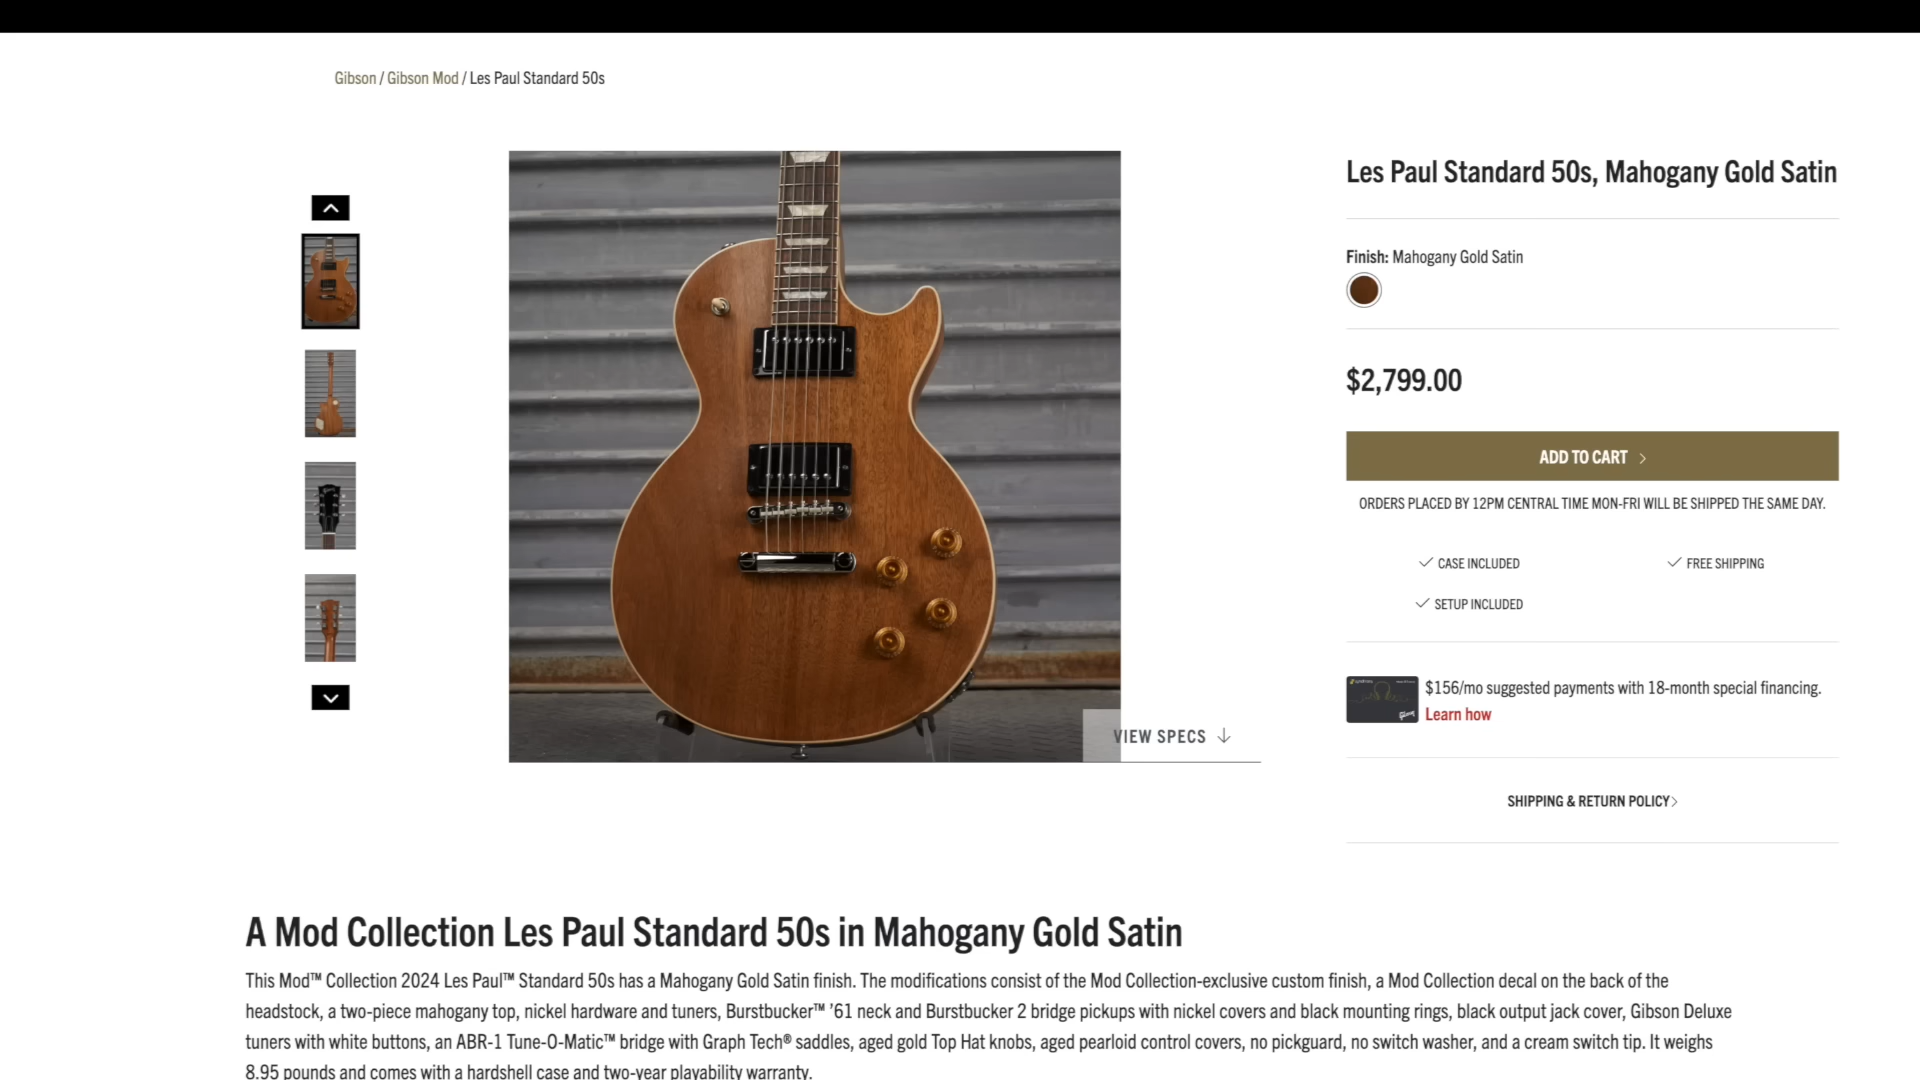 Gibson / Gibson Mod / Les Paul Standard 50s
Les Paul Standard 50s, Mahogany Gold Satin
Finish: Mahogany Gold Satin
$2,799.00
ADD TO CART
ORDERS PLACED BY 12PM CENTRAL TIME MON-FRI WILL BE SHIPPED THE SAME DAY.
CASE INCLUDED
FREE SHIPPING
SETUP INCLUDED
$156/mo suggested payments with 18-month special financing.
Learn how
VIEW SPECS
SHIPPING & RETURN POLICY
A Mod Collection Les Paul Standard 50s in Mahogany Gold Satin
This Mod™ Collection 2024 Les Paul™ Standard 50s has a Mahogany Gold Satin finish. The modifications consist of the Mod Collection-exclusive custom finish, a Mod Collection decal on the back of the
headstock, a two-piece mahogany top, nickel hardware and tuners, Burstbucker™ ’61 neck and Burstbucker 2 bridge pickups with nickel covers and black mounting rings, black output jack cover, Gibson Deluxe
tuners with white buttons, an ABR-1 Tune-O-Matic™ bridge with Graph Tech® saddles, aged gold Top Hat knobs, aged pearloid control covers, no pickguard, no switch washer, and a cream switch tip. It weighs
8.95 pounds and comes with a hardshell case and two-year playability warranty.